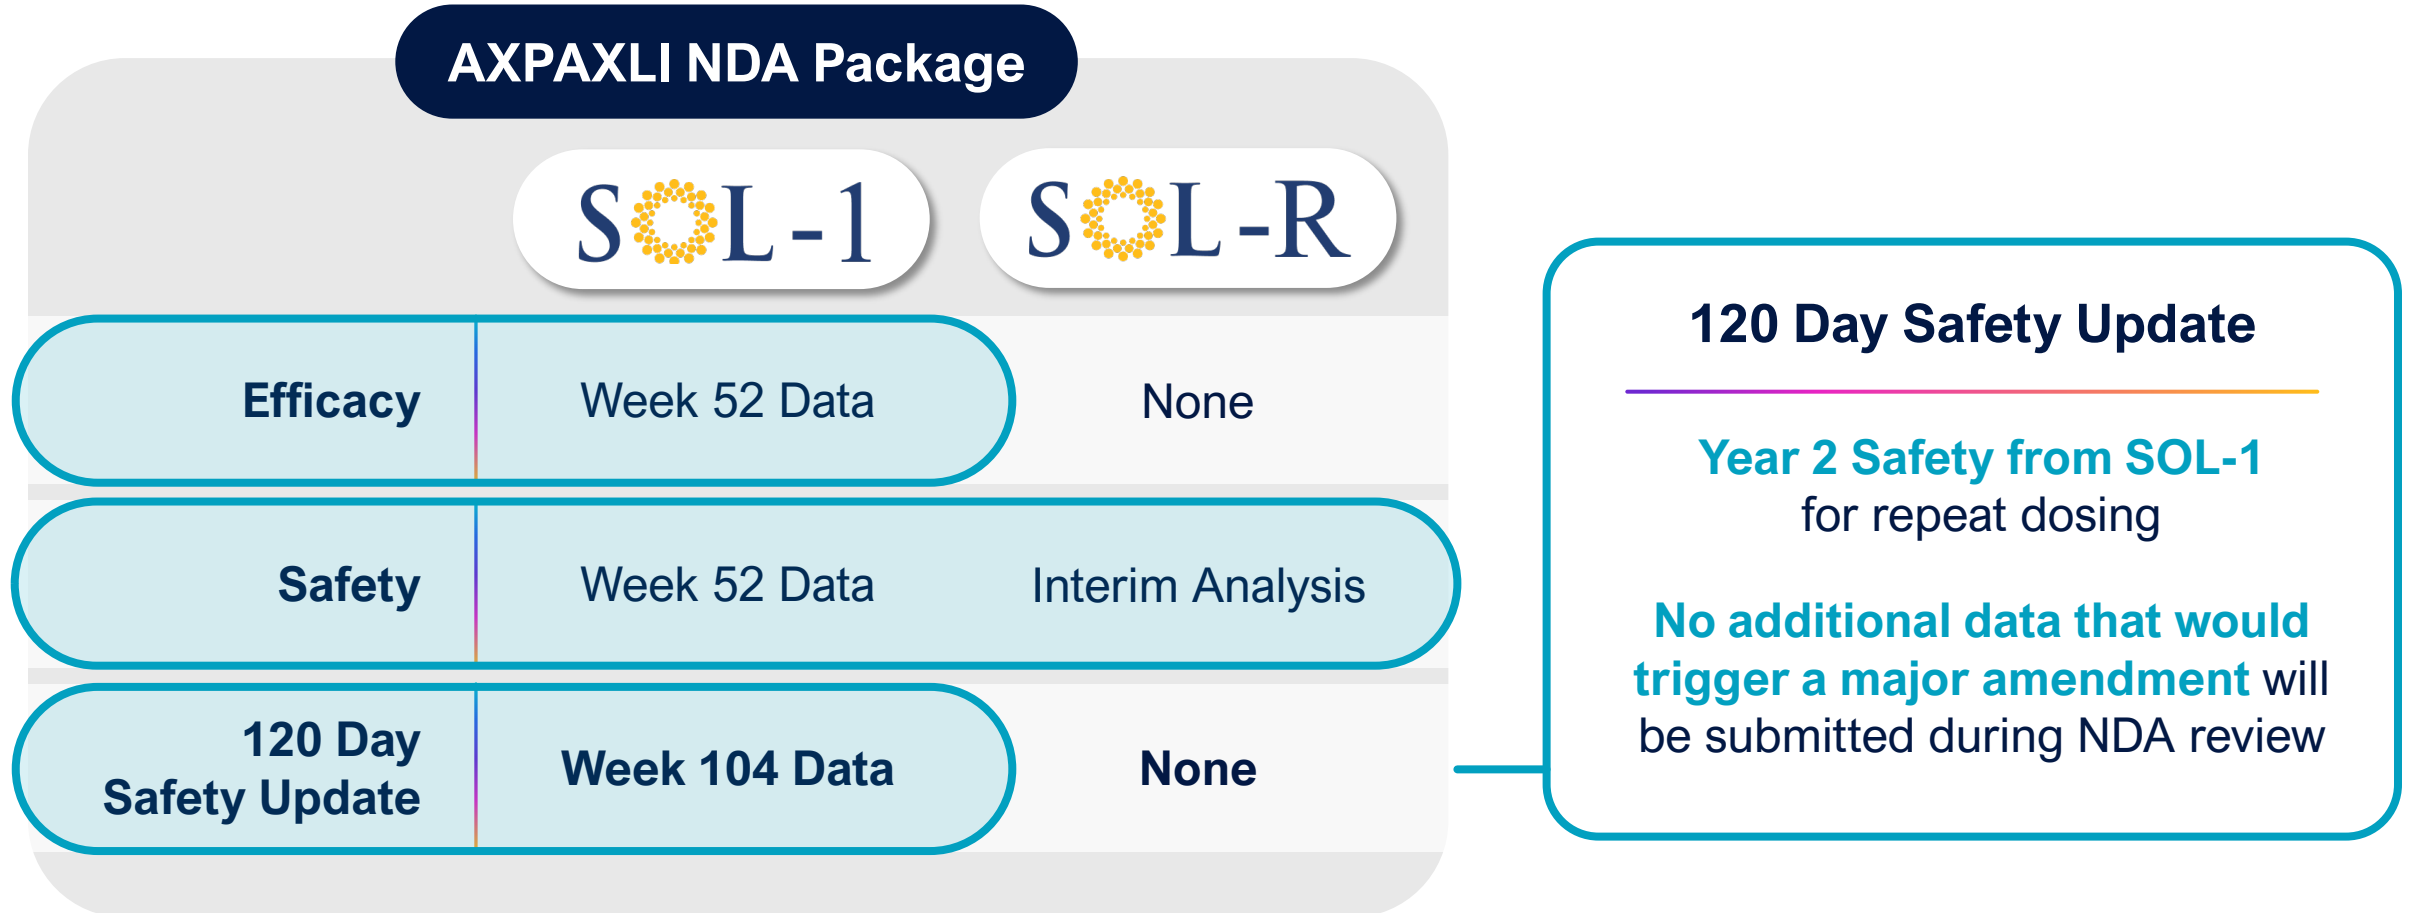 AXPAXLI NDA Package
SOL-1
SOL-R
Efficacy
Week 52 Data
None
Safety
Week 52 Data
Interim Analysis
120 Day
Safety Update
Week 104 Data
None
120 Day Safety Update
Year 2 Safety from SOL-1
for repeat dosing
No additional data that would
trigger a major amendment will
be submitted during NDA review